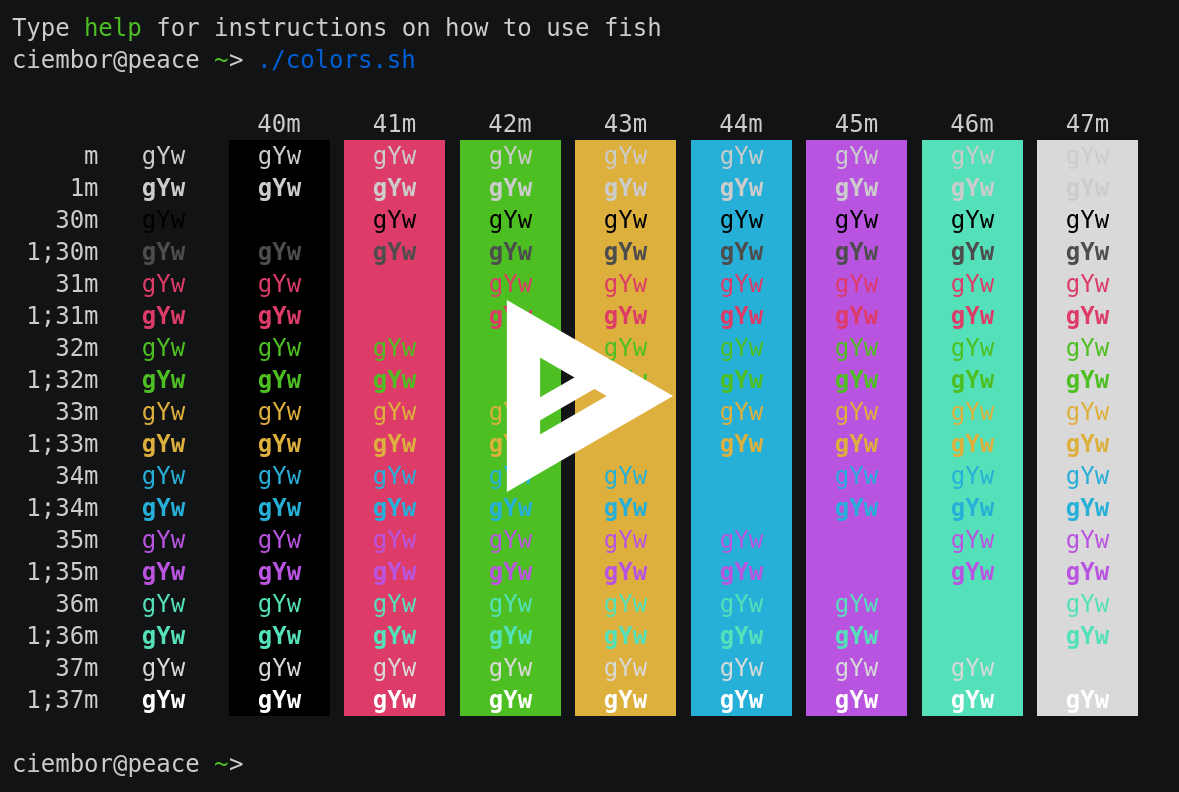 Type help for instructions on how to use fish
ciembor@peace ~> ./colors.sh
40m 41m 42m 43m 44m 45m 46m 47m
m gYw gYw gYw gYw gYw gYw gYw gYw gYw
1m gYw gYw gYw gYw gYw gYw gYw gYw gYw
30m gYw gYw gYw gYw gYw gYw gYw gYw
1;30m gYw gYw gYw gYw gYw gYw gYw gYw gYw
31m gYw gYw gYw gYw gYw gYw gYw gYw
1;31m gYw gYw gYw gYw gYw gYw gYw
32m gYw gYw gYw gYw gYw gYw gYw gYw
1;32m gYw gYw gYw gYw gYw gYw gYw
33m gYw gYw gYw gYw gYw gYw gYw
1;33m gYw gYw gYw gYw gYw gYw gYw
34m gYw gYw gYw gYw gYw gYw gYw
1;34m gYw gYw gYw gYw gYw gYw gYw gYw
35m gYw gYw gYw gYw gYw gYw gYw gYw
1;35m gYw gYw gYw gYw gYw gYw gYw gYw
36m gYw gYw gYw gYw gYw gYw gYw gYw
1;36m gYw gYw gYw gYw gYw gYw gYw gYw
37m gYw gYw gYw gYw gYw gYw gYw gYw
1;37m gYw gYw gYw gYw gYw gYw gYw gYw gYw
ciembor@peace ~>